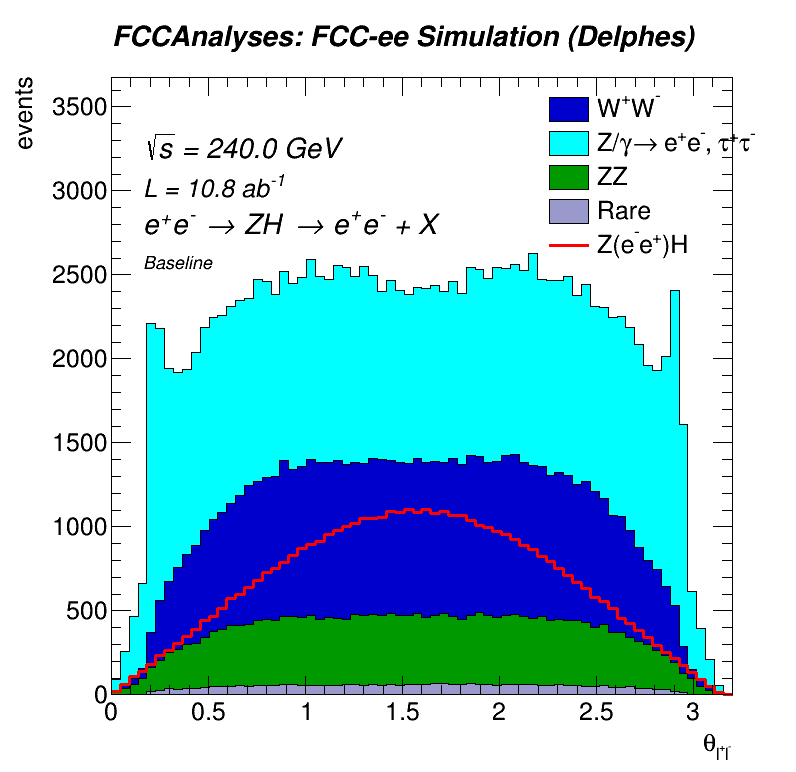 FCCAnalyses: FCC-ee Simulation (Delphes)
events
3500
3000
2500
2000
1500
1000
500
0
√s = 240.0 GeV
L = 10.8 ab⁻¹
e⁺e⁻ → ZH → e⁺e⁻ + X
Baseline
W⁺W⁻
Z/γ→ e⁺e⁻, τ⁺τ⁻
ZZ
Rare
Z(e⁻e⁺)H
0 0.5 1 1.5 2 2.5 3
θ_l⁺l⁻